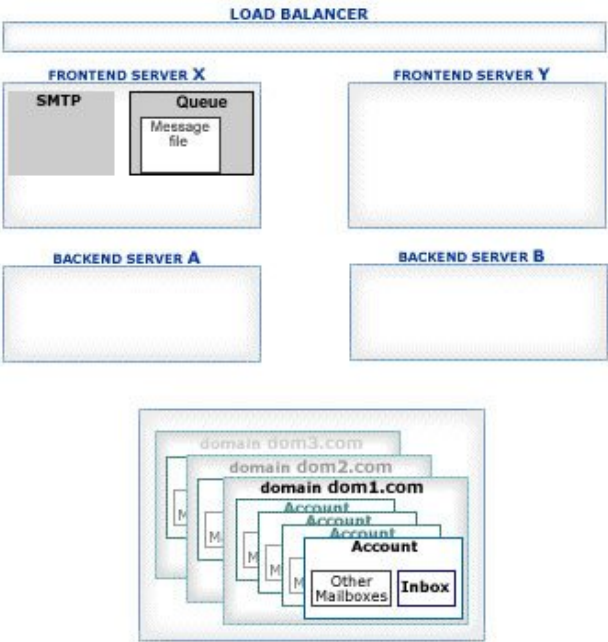 LOAD BALANCER
FRONTEND SERVER X
FRONTEND SERVER Y
SMTP
Queue
Message
file
BACKEND SERVER A
BACKEND SERVER B
domain dom3.com
domain dom2.com
domain dom1.com
Account
Account
Account
Account
M
M
M
M
M
Other
Mailboxes
Inbox